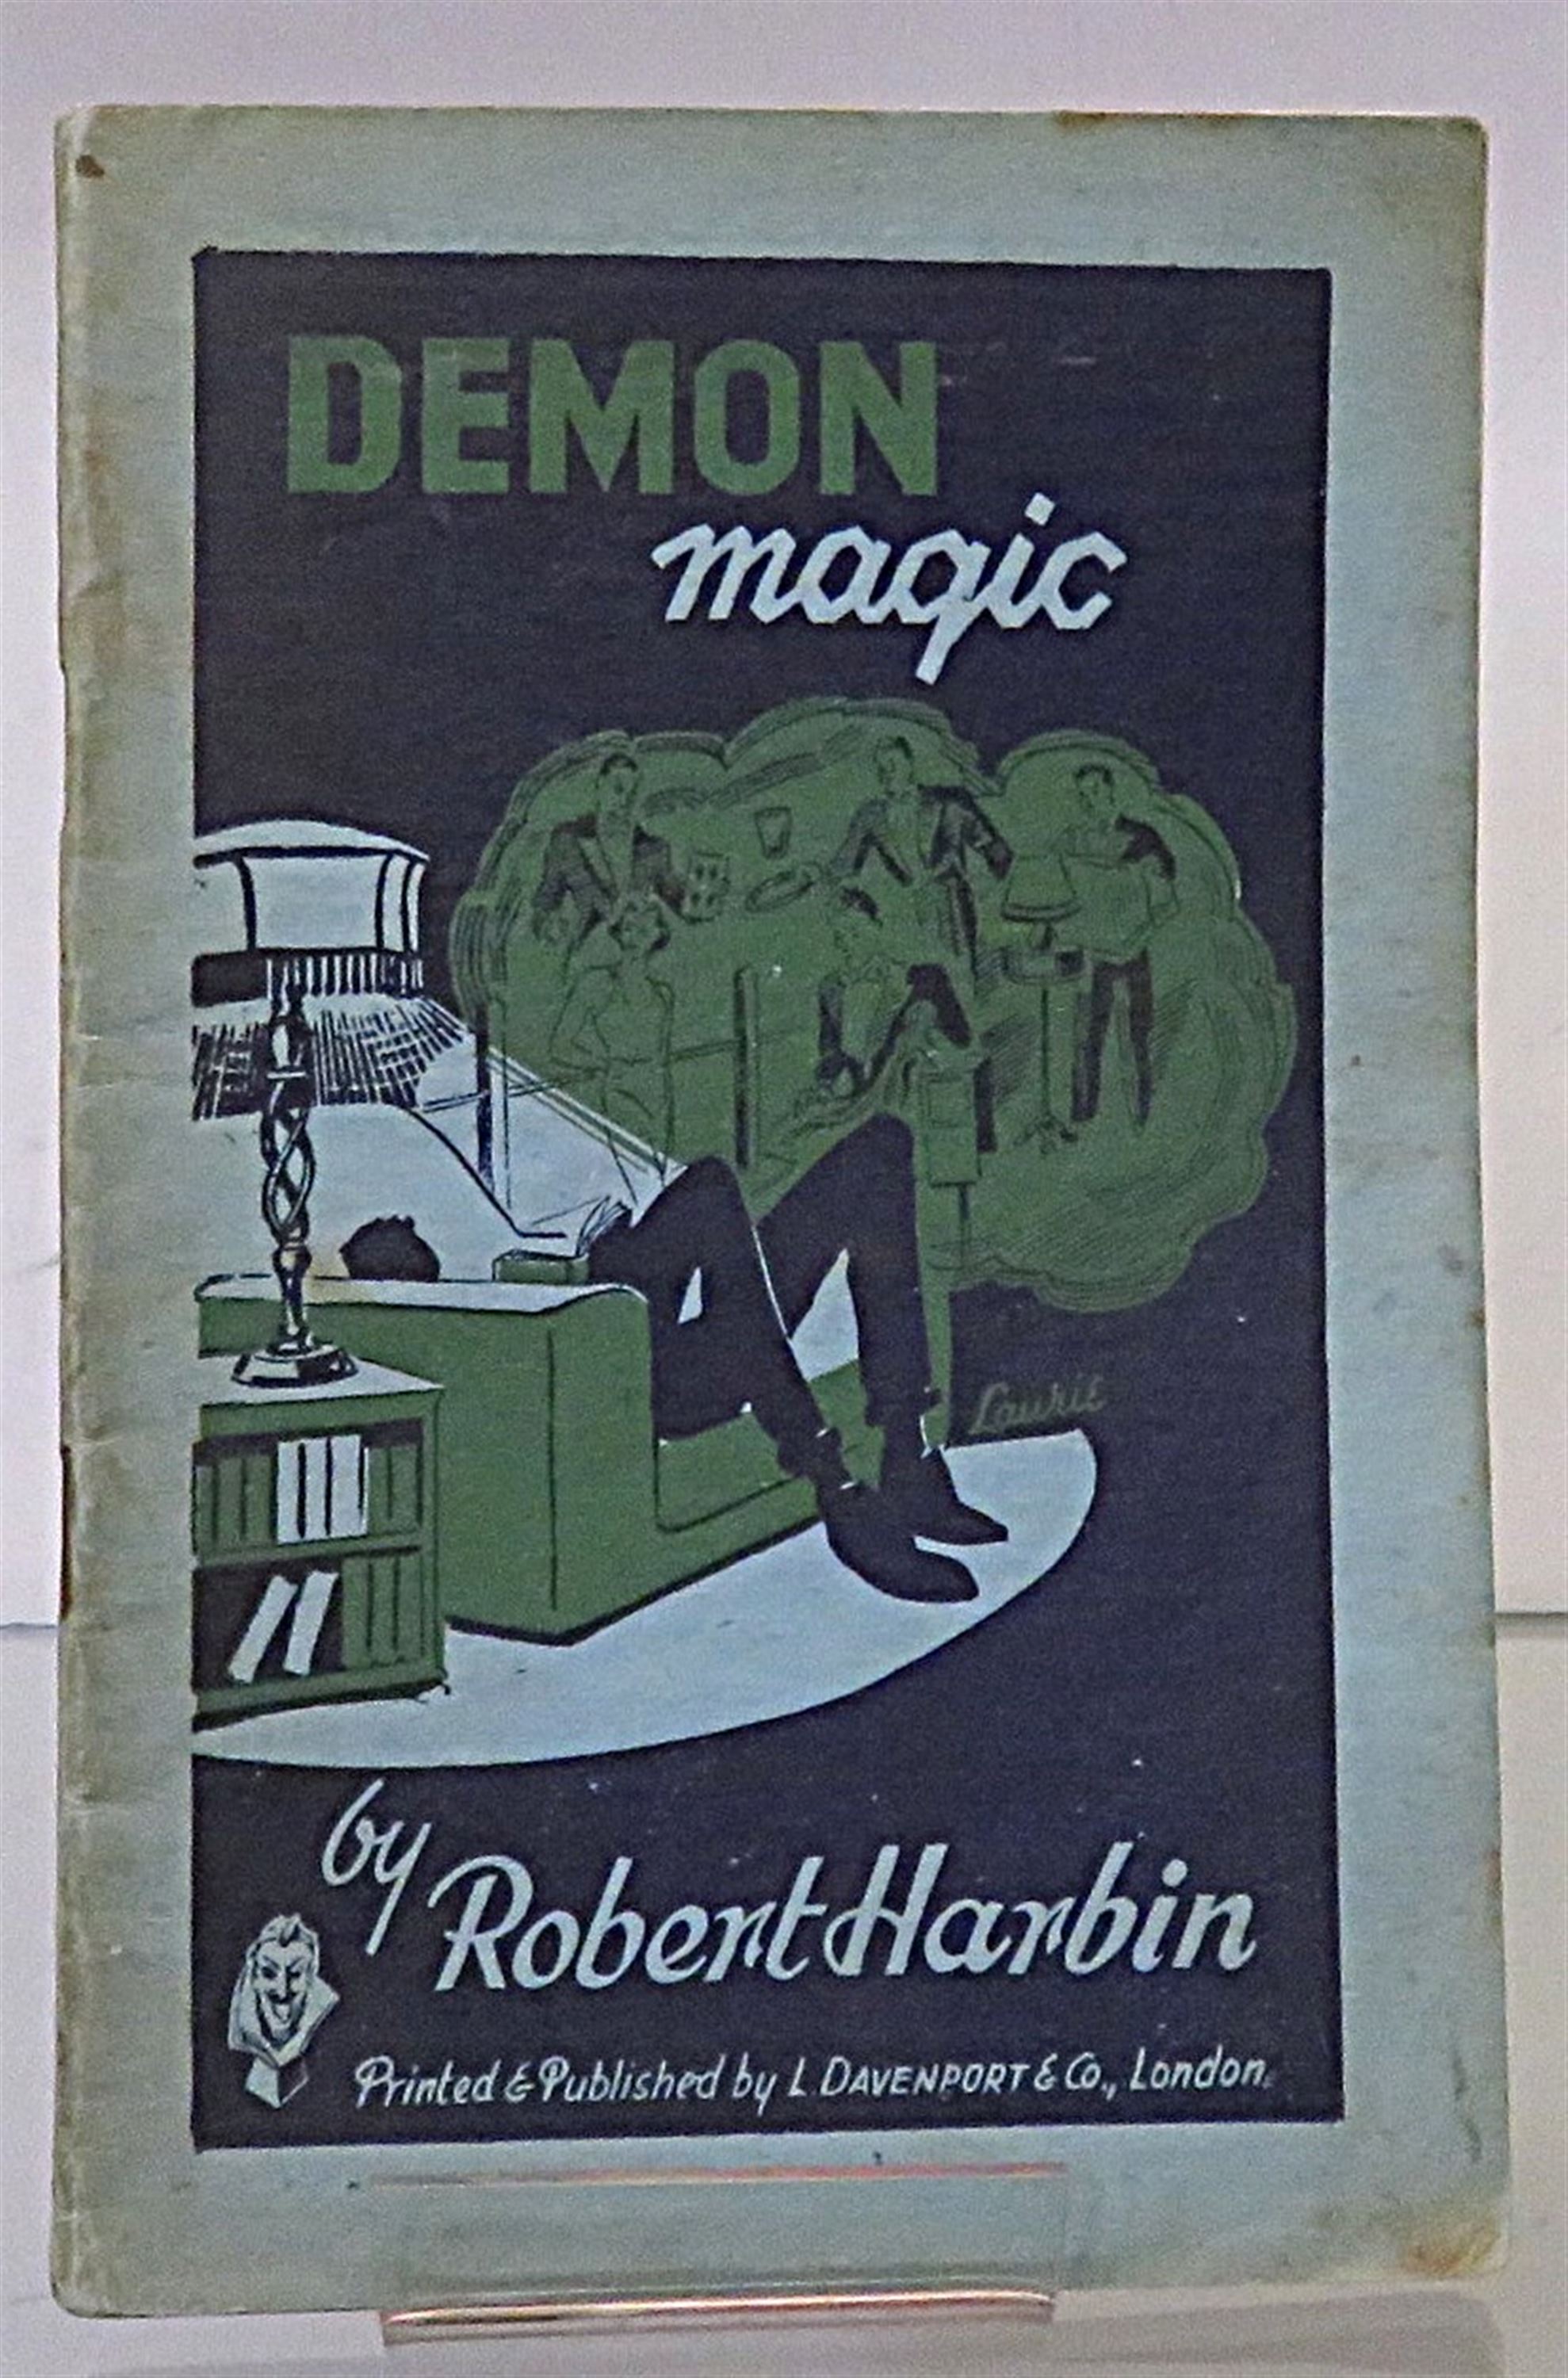 DEMON
magic
Laurie
by
Robert Harbin
Printed & Published by L. DAVENPORT & Co., London.